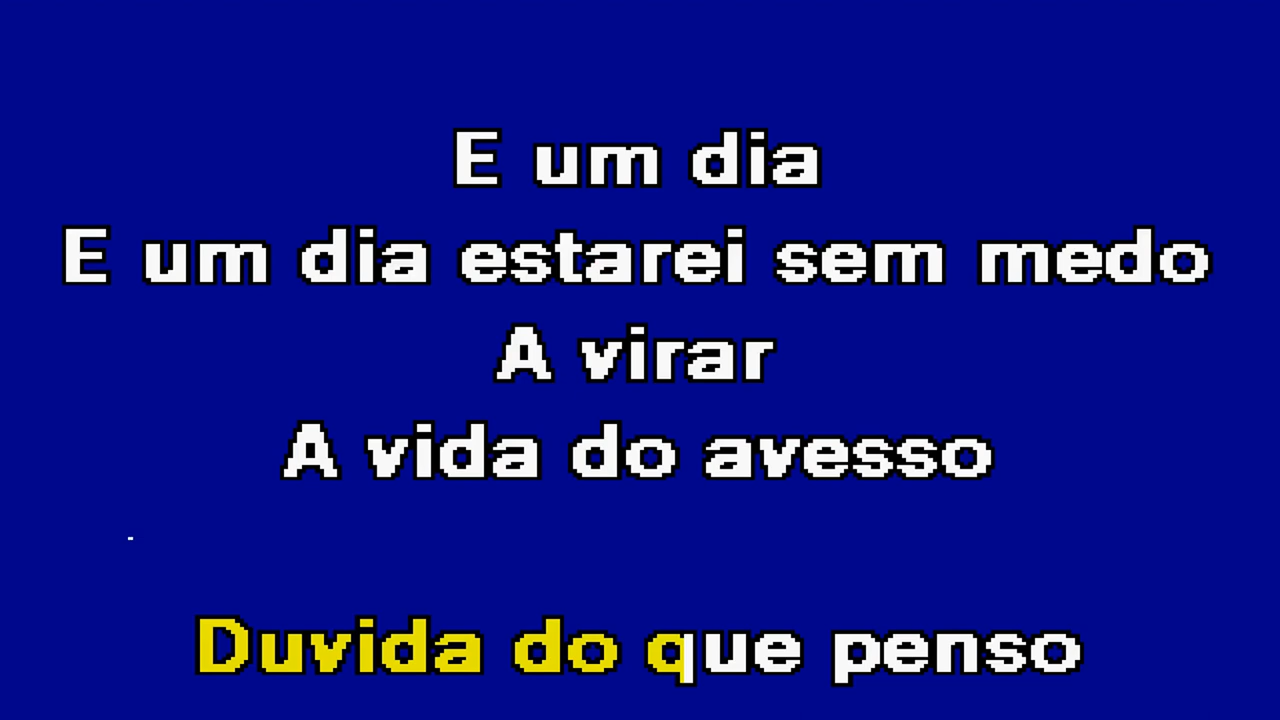 E um dia
E um dia estarei sem medo
A virar
A vida do avesso
Duvida do que penso